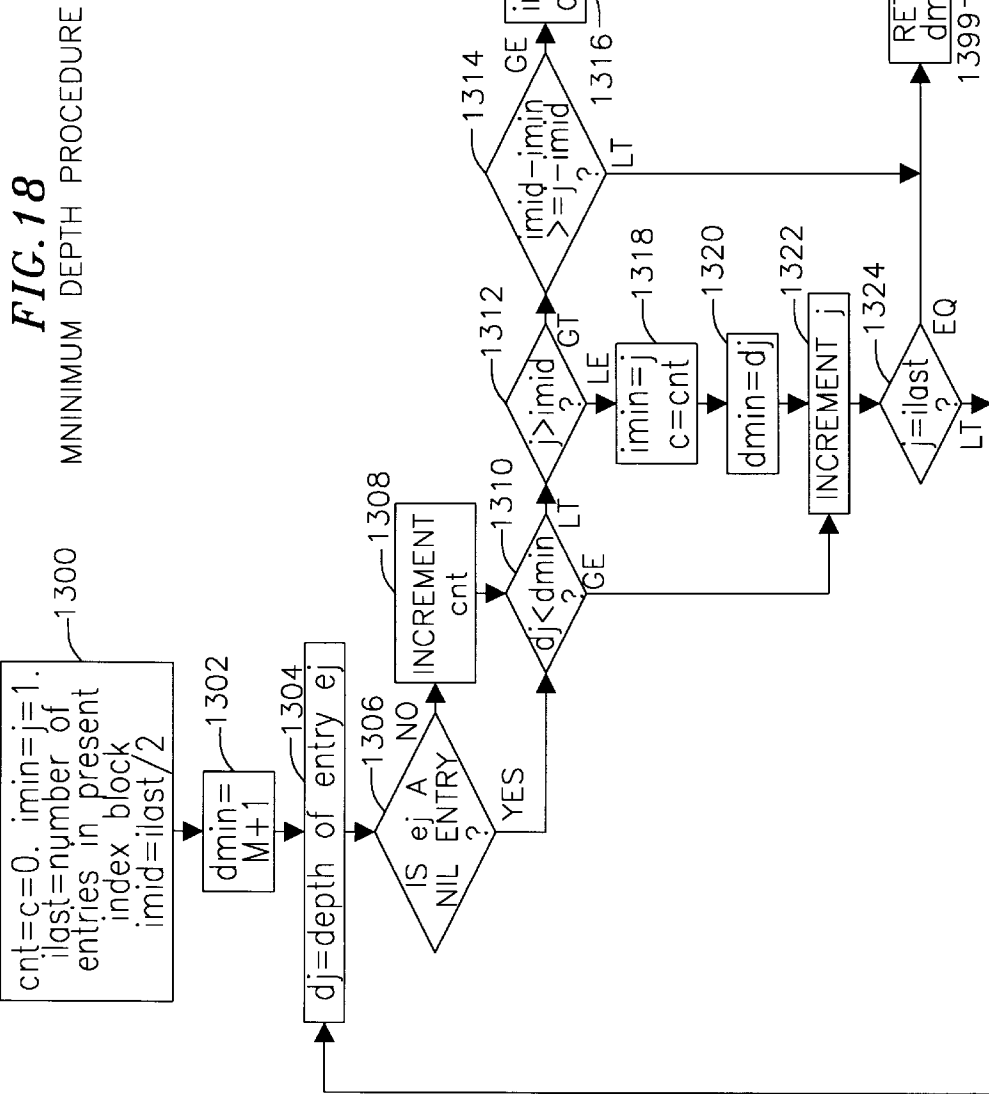 FIG. 18
MNINIMUM DEPTH PROCEDURE
1300
cnt=c=0. imin=j=1.
ilast=number of
entries in present
index block
imid=ilast/2
1302
dmin=
M+1
1304
dj=depth of entry ej
1306
IS ej A
NIL ENTRY
?
NO
YES
1308
INCREMENT
cnt
1310
dj<dmin
?
LT
GE
1312
j>imid
?
GT
LE
1314
imid-imin
>=j-imid
?
GE
LT
1316
1318
imin=j
c=cnt
1320
dmin=dj
1322
INCREMENT j
1324
j=ilast
?
EQ
LT
1399